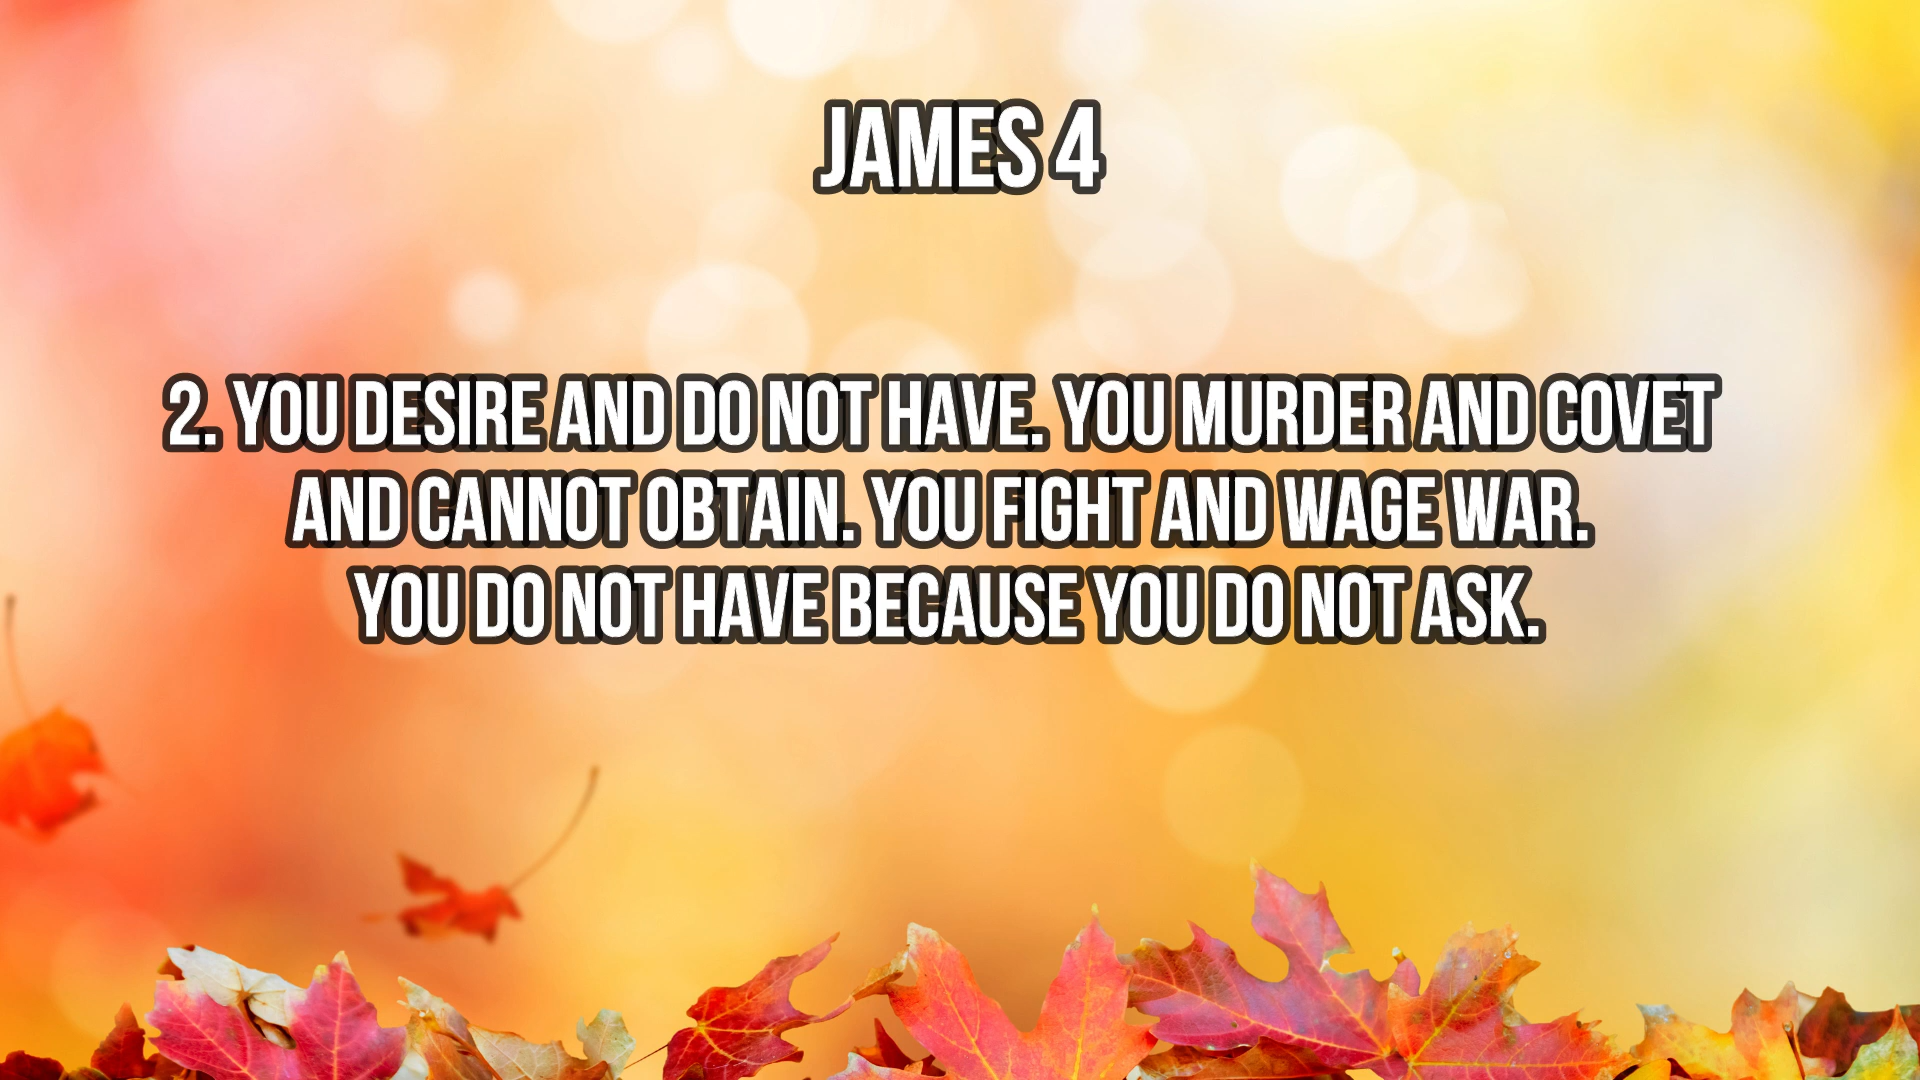 JAMES 4
2. YOU DESIRE AND DO NOT HAVE. YOU MURDER AND COVET
AND CANNOT OBTAIN. YOU FIGHT AND WAGE WAR.
YOU DO NOT HAVE BECAUSE YOU DO NOT ASK.